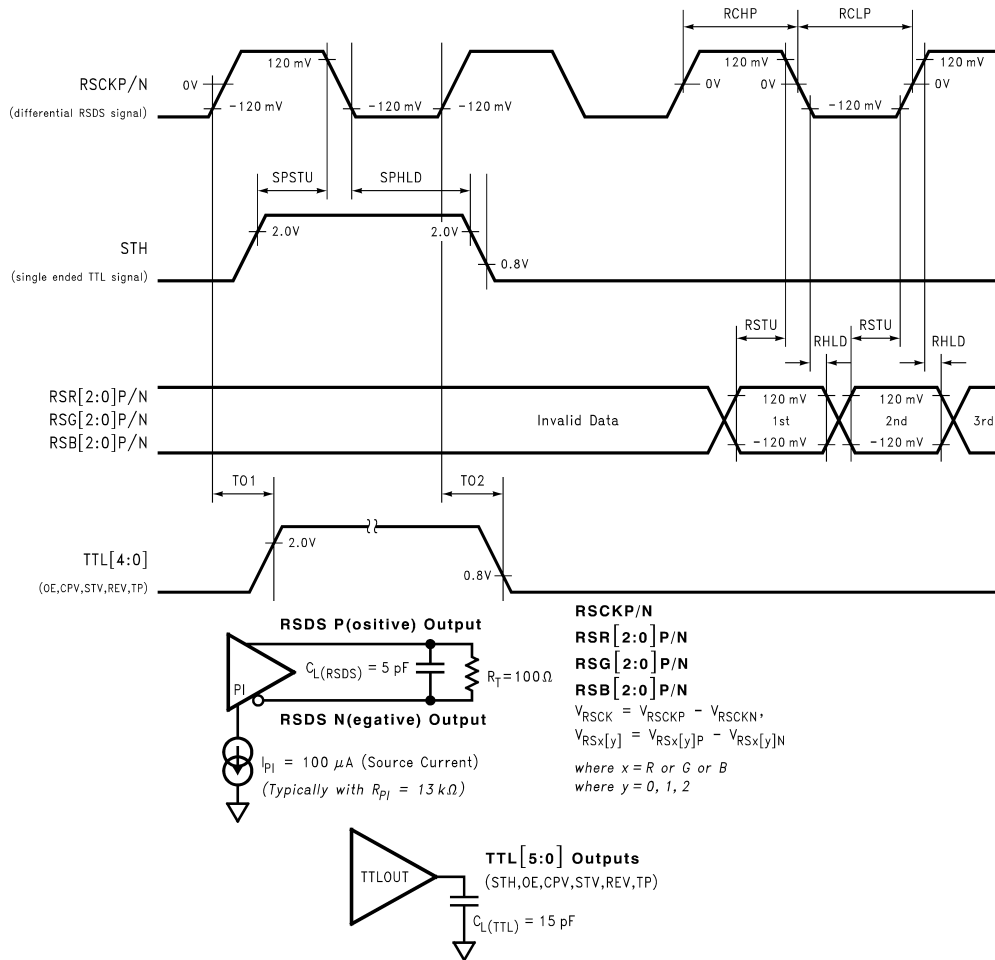 RCHP RCLP
RSCKP/N
(differential RSDS signal)
0V 120 mV 120 mV 120 mV
0V 0V 0V
-120 mV -120 mV -120 mV -120 mV
SPSTU SPHLD
STH
(single ended TTL signal)
2.0V 2.0V
0.8V
RSTU RHLD RSTU RHLD
RSR[2:0]P/N
RSG[2:0]P/N
RSB[2:0]P/N
Invalid Data
120 mV 120 mV
1st 2nd 3rd
-120 mV -120 mV
TO1 TO2
TTL[4:0]
(OE,CPV,STV,REV,TP)
2.0V
0.8V
RSDS P(ositive) Output
PI
C_L(RSDS) = 5 pF
R_T=100Ω
RSDS N(egative) Output
I_PI = 100 μA (Source Current)
(Typically with R_PI = 13 kΩ)
RSCKP/N
RSR[2:0]P/N
RSG[2:0]P/N
RSB[2:0]P/N
V_RSCK = V_RSCKP - V_RSCKN,
V_RSx[y] = V_RSx[y]P - V_RSx[y]N
where x = R or G or B
where y = 0, 1, 2
TTLOUT
TTL[5:0] Outputs
(STH,OE,CPV,STV,REV,TP)
C_L(TTL) = 15 pF